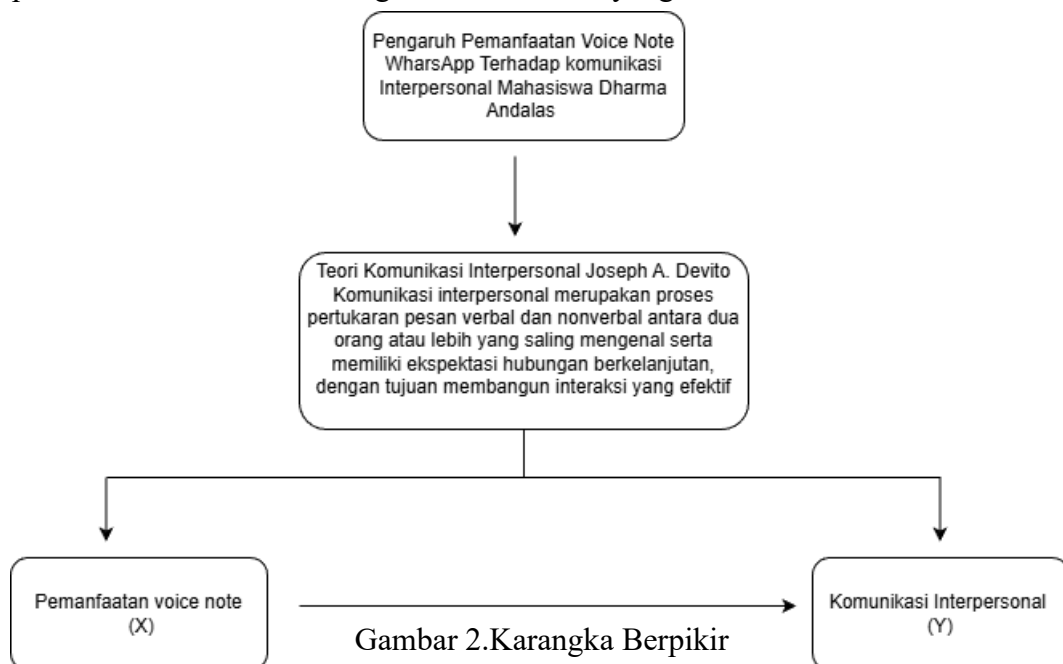 Pengaruh Pemanfaatan Voice Note
WharsApp Terhadap komunikasi
Interpersonal Mahasiswa Dharma
Andalas
Teori Komunikasi Interpersonal Joseph A. Devito
Komunikasi interpersonal merupakan proses
pertukaran pesan verbal dan nonverbal antara dua
orang atau lebih yang saling mengenal serta
memiliki ekspektasi hubungan berkelanjutan,
dengan tujuan membangun interaksi yang efektif
Pemanfaatan voice note
(X)
Komunikasi Interpersonal
(Y)
Gambar 2.Karangka Berpikir